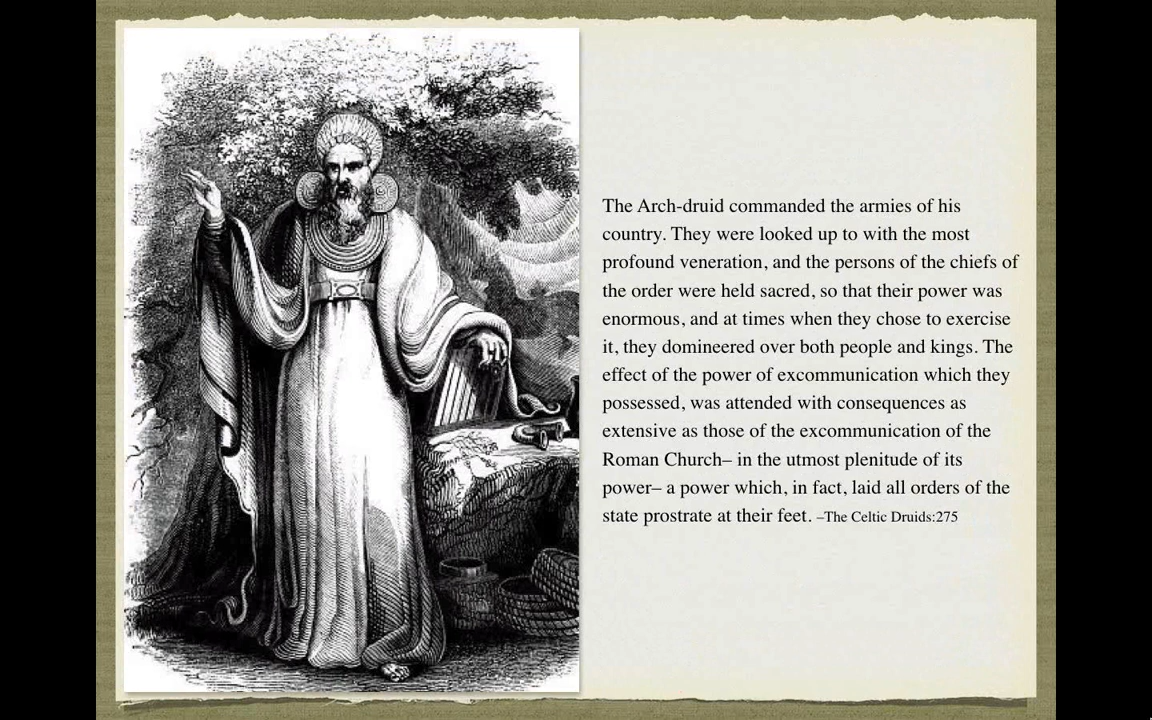 The Arch-druid commanded the armies of his
country. They were looked up to with the most
profound veneration, and the persons of the chiefs of
the order were held sacred, so that their power was
enormous, and at times when they chose to exercise
it, they domineered over both people and kings. The
effect of the power of excommunication which they
possessed, was attended with consequences as
extensive as those of the excommunication of the
Roman Church– in the utmost plenitude of its
power– a power which, in fact, laid all orders of the
state prostrate at their feet. –The Celtic Druids:275